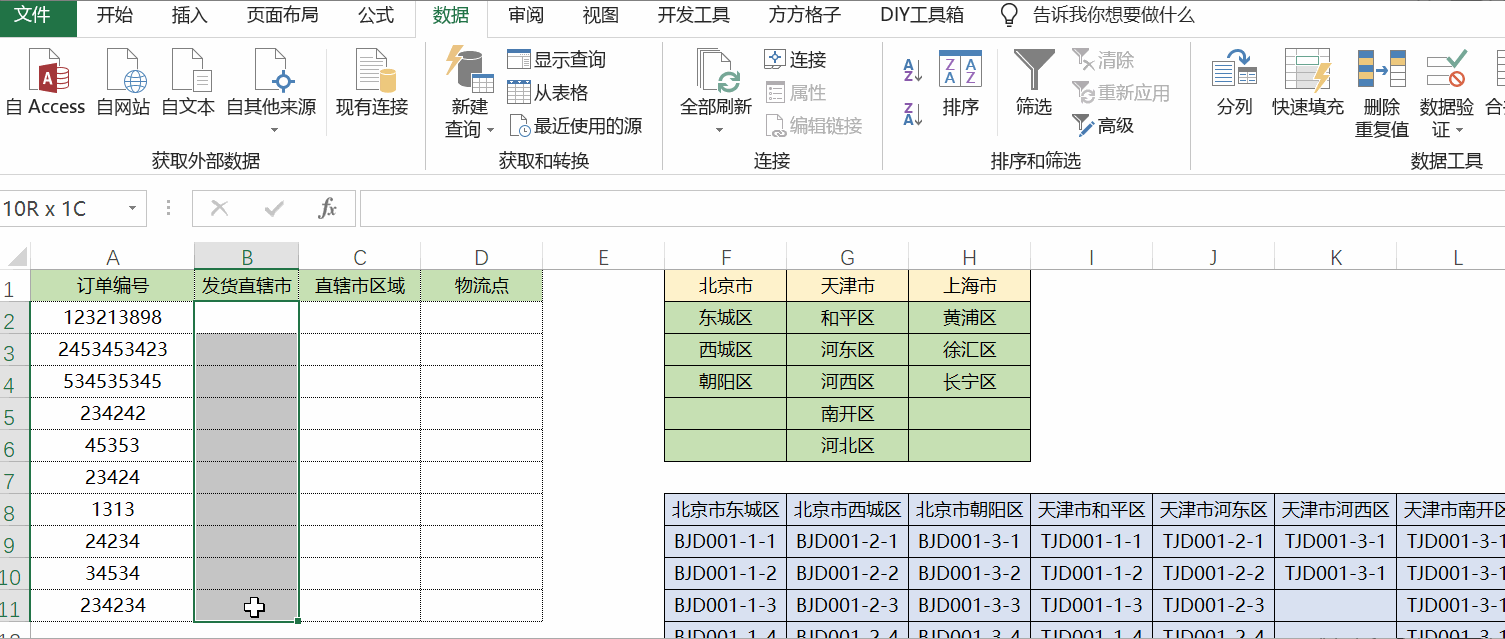 文件 开始 插入 页面布局 公式 数据 审阅 视图 开发工具 方方格子 DIY工具箱 告诉我你想要做什么
自 Access 自网站 自文本 自其他来源 现有连接
获取外部数据
新建
查询
显示查询
从表格
最近使用的源
获取和转换
全部刷新
连接
属性
编辑链接
连接
排序
筛选
清除
重新应用
高级
排序和筛选
分列 快速填充 删除
重复值
数据验
证
数据工具
10R x 1C fx
A B C D E F G H I J K L
1 订单编号 发货直辖市 直辖市区域 物流点 北京市 天津市 上海市
2 123213898 东城区 和平区 黄浦区
3 2453453423 西城区 河东区 徐汇区
4 534535345 朝阳区 河西区 长宁区
5 234242 南开区
6 45353 河北区
7 23424
8 1313 北京市东城区 北京市西城区 北京市朝阳区 天津市和平区 天津市河东区 天津市河西区 天津市南开区
9 24234 BJD001-1-1 BJD001-2-1 BJD001-3-1 TJD001-1-1 TJD001-2-1 TJD001-3-1 TJD001-3-1
10 34534 BJD001-1-2 BJD001-2-2 BJD001-3-2 TJD001-1-2 TJD001-2-2 TJD001-3-1 TJD001-3-1
11 234234 BJD001-1-3 BJD001-2-3 BJD001-3-3 TJD001-1-3 TJD001-2-3 TJD001-3-1
BJD001-1-4 BJD001-2-4 BJD001-3-4 TJD001-1-4 TJD001-2-4